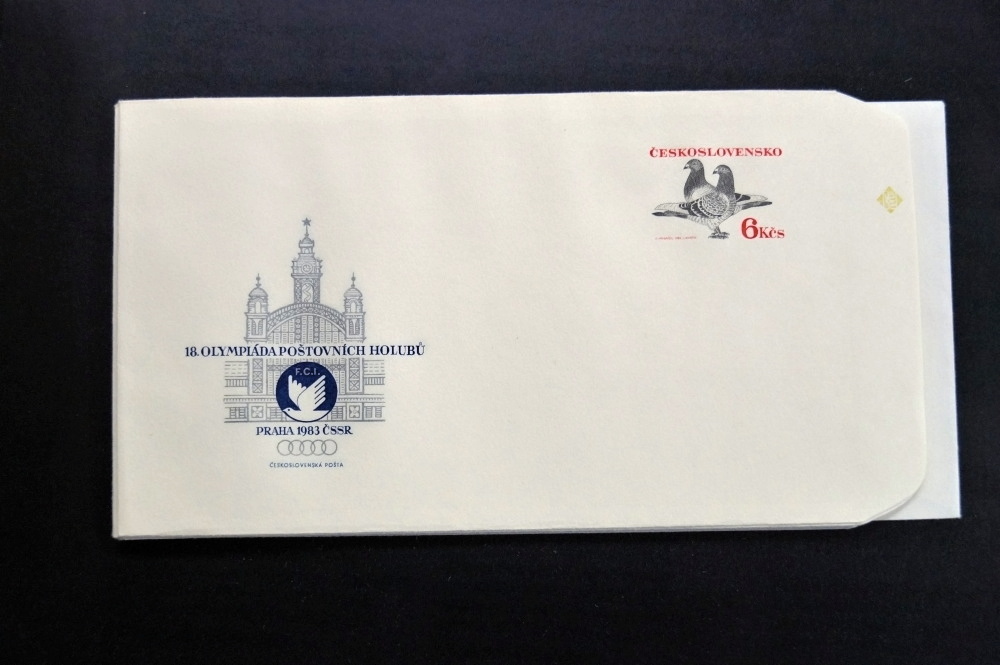 ČESKOSLOVENSKO
6Kčs
18. OLYMPIÁDA POŠTOVNÍCH HOLUBŮ
F.C.I.
PRAHA 1983 ČSSR
ČESKOSLOVENSKÁ POŠTA